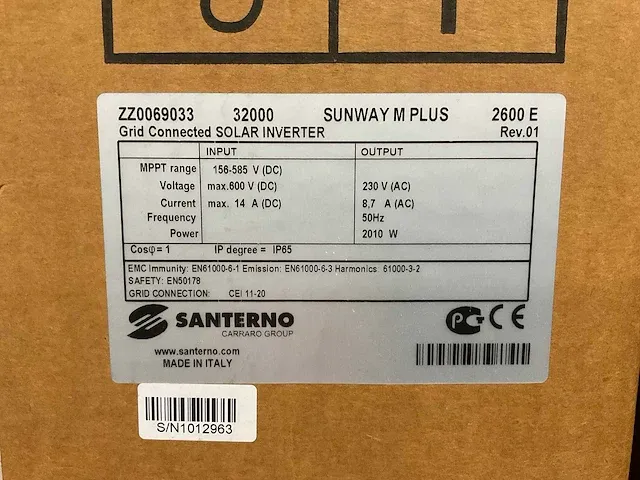 ZZ0069033 32000 SUNWAY M PLUS 2600 E
Grid Connected SOLAR INVERTER Rev.01
INPUT OUTPUT
MPPT range 156-585 V (DC)
Voltage max.600 V (DC) 230 V (AC)
Current max. 14 A (DC) 8,7 A (AC)
Frequency 50Hz
Power 2010 W
Cosφ= 1 IP degree = IP65
EMC Immunity: EN61000-6-1 Emission: EN61000-6-3 Harmonics 61000-3-2
SAFETY: EN50178
GRID CONNECTION: CEI 11-20
SANTERNO
CARRARO GROUP
PG CE
www.santerno.com
MADE IN ITALY
S/N1012963